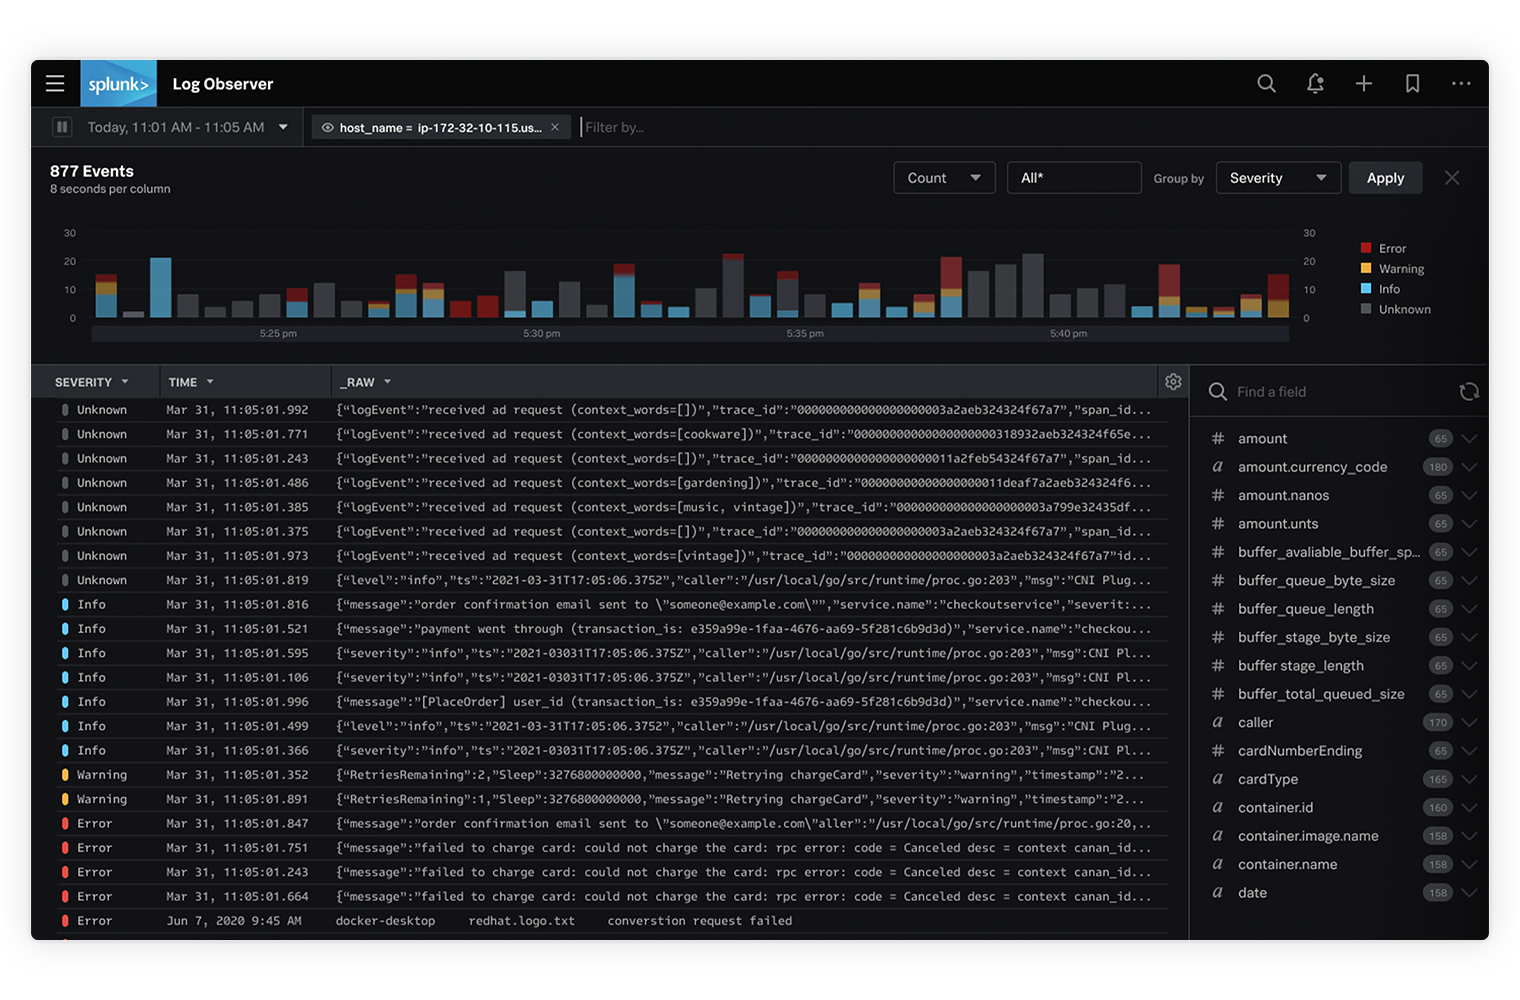 splunk> Log Observer
Today, 11:01 AM - 11:05 AM host_name = ip-172-32-10-115.us... Filter by...
877 Events
8 seconds per column
Count All* Group by Severity Apply
30 30
20 20
10 10
0 0
5:25 pm 5:30 pm 5:35 pm 5:40 pm
Error
Warning
Info
Unknown
SEVERITY TIME _RAW
Unknown Mar 31, 11:05:01.992 {“logEvent”:”received ad request (context_words=[])”,”trace_id”:”0000000000000000000003a2aeb324324f67a7”,”span_id...
Unknown Mar 31, 11:05:01.771 {“logEvent”:”received ad request (context_words=[cookware])”,”trace_id”:”00000000000000000000318932aeb324324f65e...
Unknown Mar 31, 11:05:01.243 {“logEvent”:”received ad request (context_words=[])”,”trace_id”:”0000000000000000000011a2feb54324f67a7”,”span_id...
Unknown Mar 31, 11:05:01.486 {“logEvent”:”received ad request (context_words=[gardening])”,”trace_id”:”00000000000000000011deaf7a2aeb324324f6...
Unknown Mar 31, 11:05:01.385 {“logEvent”:”received ad request (context_words=[music, vintage])”,”trace_id”:”000000000000000000003a799e32435df...
Unknown Mar 31, 11:05:01.375 {“logEvent”:”received ad request (context_words=[])”,”trace_id”:”0000000000000000000003a2aeb324324f67a7”,”span_id...
Unknown Mar 31, 11:05:01.973 {“logEvent”:”received ad request (context_words=[vintage])”,”trace_id”:”0000000000000000000003a2aeb324324f67a7”id...
Unknown Mar 31, 11:05:01.819 {“level”:”info”,”ts”:”2021-03-31T17:05:06.3752”,”caller”:”/usr/local/go/src/runtime/proc.go:203”,”msg”:”CNI Plug...
Info Mar 31, 11:05:01.816 {“message”:”order confirmation email sent to \”someone@example.com\””,”service.name”:”checkoutservice”,”severit:...
Info Mar 31, 11:05:01.521 {“message”:”payment went through (transaction_is: e359a99e-1faa-4676-aa69-5f281c6b9d3d)”,”service.name”:”checkou...
Info Mar 31, 11:05:01.595 {“severity”:”info”,”ts”:”2021-03031T17:05:06.375Z”,”caller”:”/usr/local/go/src/runtime/proc.go:203”,”msg”:CNI Pl...
Info Mar 31, 11:05:01.106 {“severity”:”info”,”ts”:”2021-03031T17:05:06.375Z”,”caller”:”/usr/local/go/src/runtime/proc.go:203”,”msg”:CNI Pl...
Info Mar 31, 11:05:01.996 {“message”:”[PlaceOrder] user_id (transaction_is: e359a99e-1faa-4676-aa69-5f281c6b9d3d)”,”service.name”:”checkou...
Info Mar 31, 11:05:01.499 {“level”:”info”,”ts”:”2021-03-31T17:05:06.3752”,”caller”:”/usr/local/go/src/runtime/proc.go:203”,”msg”:”CNI Plug...
Info Mar 31, 11:05:01.366 {“severity”:”info”,”ts”:”2021-03031T17:05:06.375Z”,”caller”:”/usr/local/go/src/runtime/proc.go:203”,”msg”:CNI Pl...
Warning Mar 31, 11:05:01.352 {“RetriesRemaining”:2,”Sleep”:3276800000000,”message”:”Retrying chargeCard”,”severity”:”warning”,”timestamp”:”2...
Warning Mar 31, 11:05:01.891 {“RetriesRemaining”:1,”Sleep”:3276800000000,”message”:”Retrying chargeCard”,”severity”:”warning”,”timestamp”:”2...
Error Mar 31, 11:05:01.847 {“message”:”order confirmation email sent to \”someone@example.com\”aller”:”/usr/local/go/src/runtime/proc.go:20,..
Error Mar 31, 11:05:01.751 {“message”:”failed to charge card: could not charge the card: rpc error: code = Canceled desc = context canan_id...
Error Mar 31, 11:05:01.243 {“message”:”failed to charge card: could not charge the card: rpc error: code = Canceled desc = context canan_id...
Error Mar 31, 11:05:01.664 {“message”:”failed to charge card: could not charge the card: rpc error: code = Canceled desc = context canan_id...
Error Jun 7, 2020 9:45 AM docker-desktop redhat.logo.txt converstion request failed
Find a field
# amount 65
a amount.currency_code 180
# amount.nanos 65
# amount.unts 65
# buffer_avaliable_buffer_sp... 65
# buffer_queue_byte_size 65
# buffer_queue_length 65
# buffer_stage_byte_size 65
# buffer stage_length 65
# buffer_total_queued_size 65
a caller 170
# cardNumberEnding 65
a cardType 165
a container.id 160
a container.image.name 158
a container.name 158
a date 158